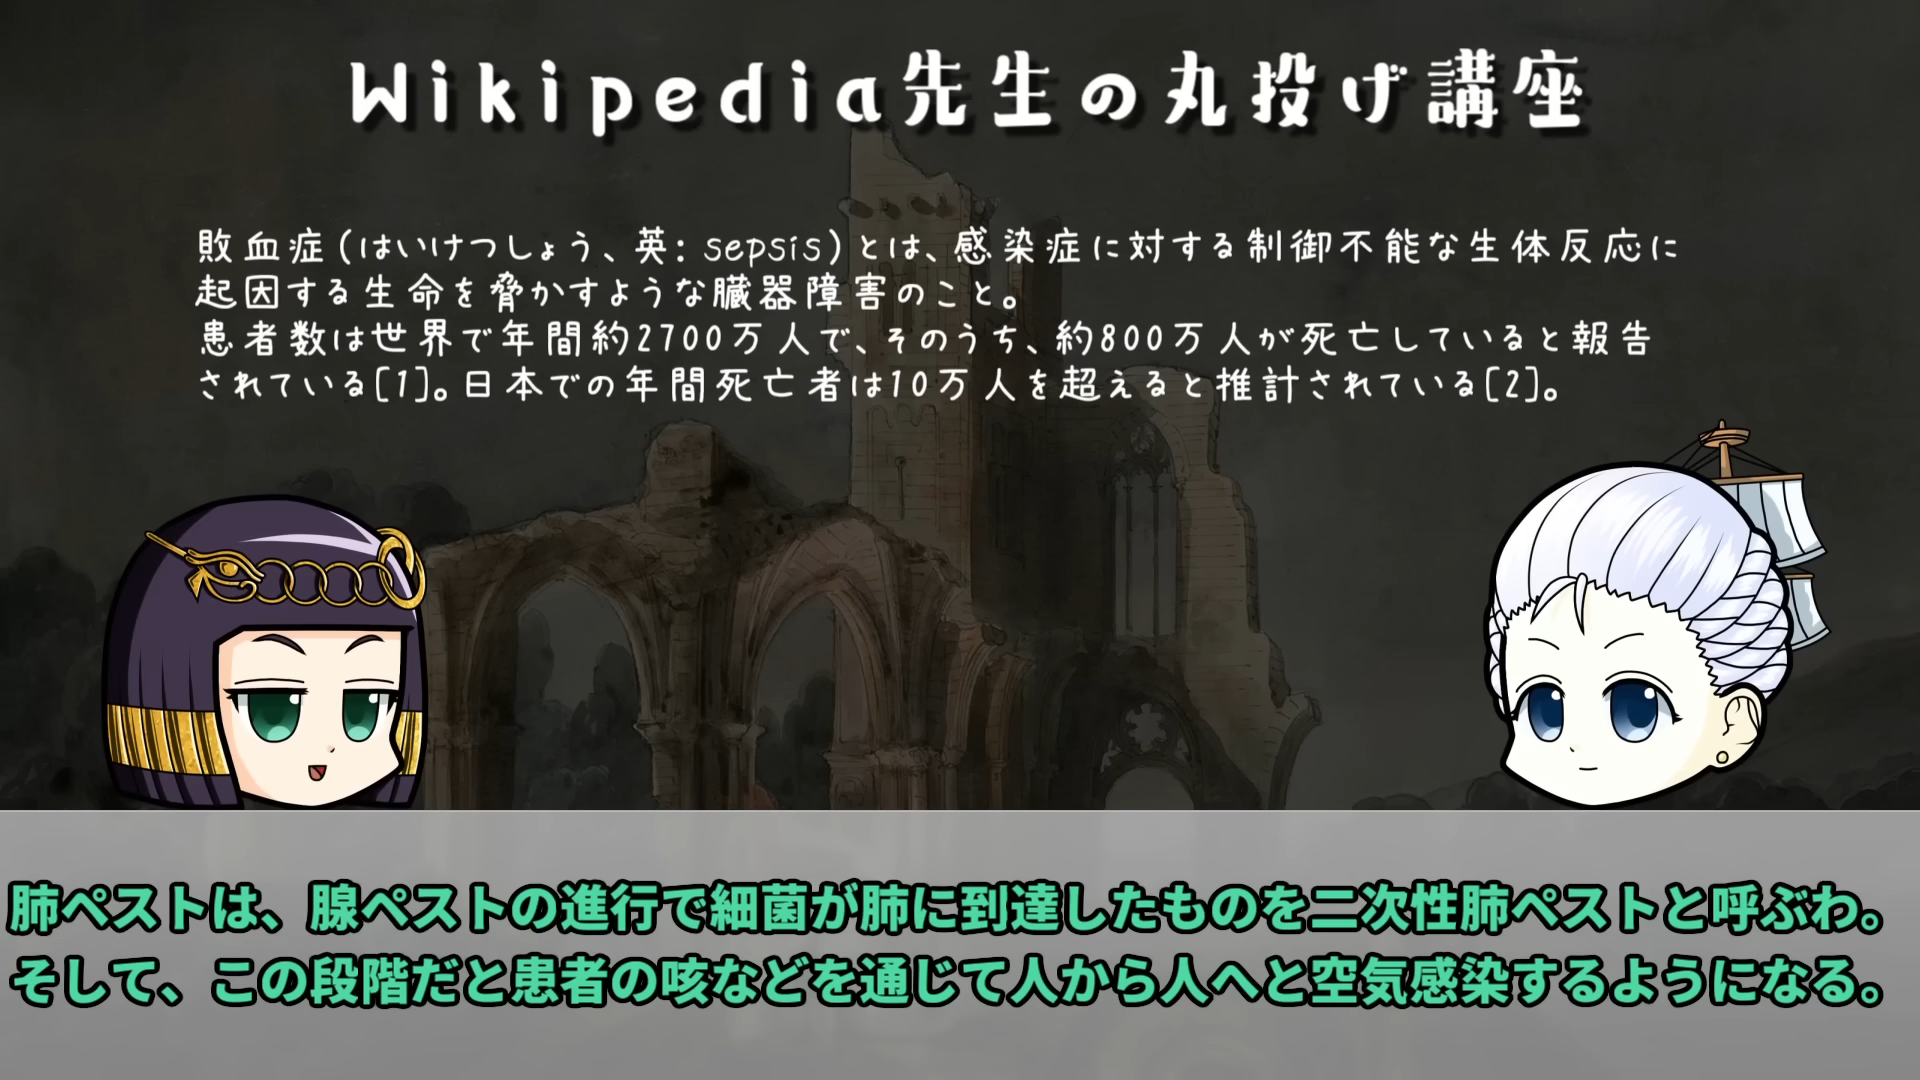 Wikipedia先生の丸投げ講座
敗血症(はいけつしょう、英: sepsis)とは、感染症に対する制御不能な生体反応に
起因する生命を脅かすような臓器障害のこと。
患者数は世界で年間約2700万人で、そのうち、約800万人が死亡していると報告
されている[1]。日本での年間死亡者は10万人を超えると推計されている[2]。
肺ペストは、腺ペストの進行で細菌が肺に到達したものを二次性肺ペストと呼ぶわ。
そして、この段階だと患者の咳などを通じて人から人へと空気感染するようになる。